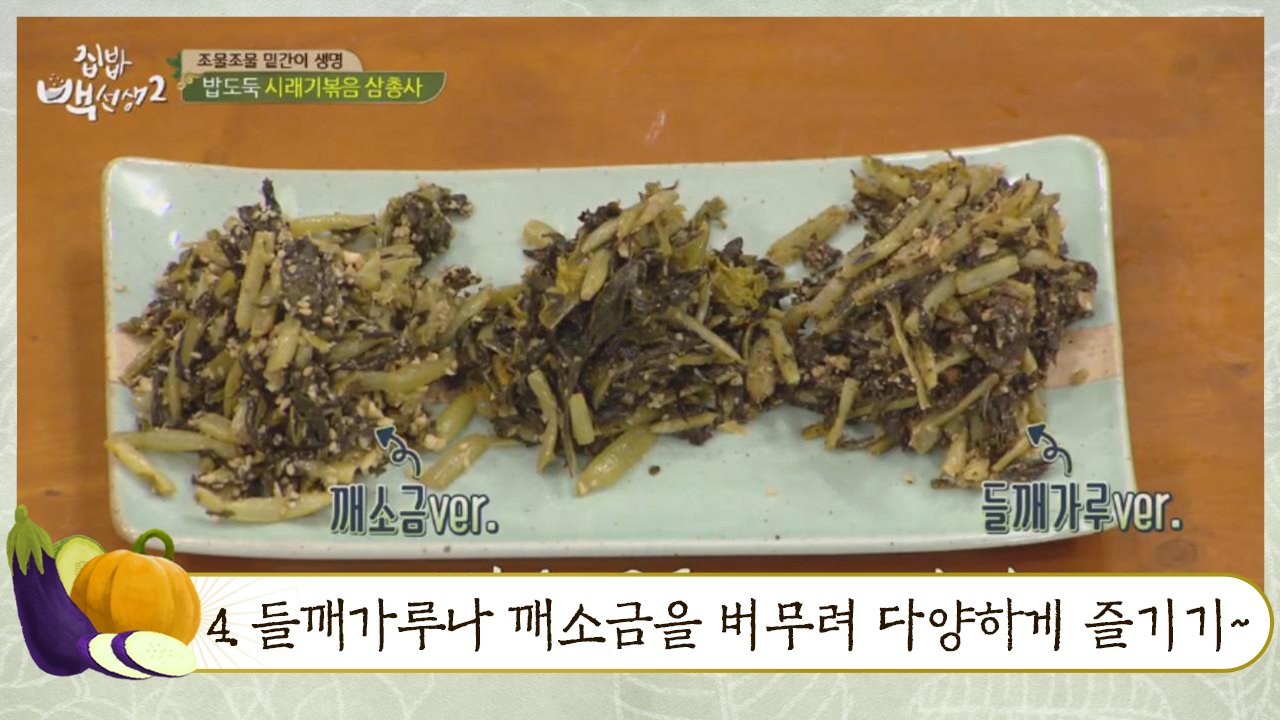 집밥
백선생2
조물조물 밑간이 생명
밥도둑 시래기볶음 삼총사
깨소금ver.
들깨가루ver.
4. 들깨가루나 깨소금을 버무려 다양하게 즐기기~